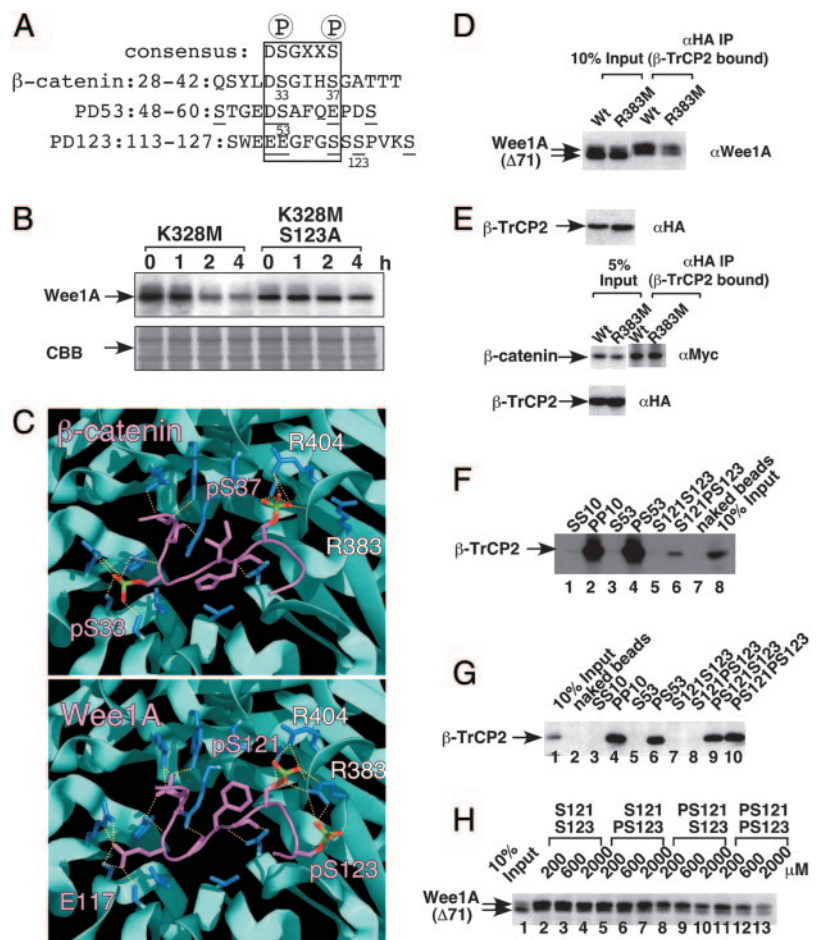 A
P P
consensus: DSGXXS
β-catenin:28-42:QSYLDSGIHSGATTT
33 37
PD53:48-60:STGEDSAFQEPDS
53
PD123:113-127:SWEEEGFGSSSPVKS
123
B
K328M
K328M
S123A
0 1 2 4 0 1 2 4 h
Wee1A
CBB
C
β-catenin
R404
pS37
R383
pS33
Wee1A
R404
pS121
R383
pS123
E117
D
αHA IP
10% Input (β-TrCP2 bound)
Wt R383M Wt R383M
Wee1A
(Δ71)
αWee1A
E
β-TrCP2 αHA
αHA IP
5% (β-TrCP2 bound)
Input
Wt R383M Wt R383M
β-catenin αMyc
β-TrCP2 αHA
F
SS10 PP10 S53 PS53 S121S123 S121PS123 naked beads 10% Input
β-TrCP2
1 2 3 4 5 6 7 8
G
10% Input naked beads SS10 PP10 S53 PS53 S121S123 S121PS123 PS121S123 PS121PS123
β-TrCP2
1 2 3 4 5 6 7 8 9 10
H
S121 S121 PS121 PS121
S123 PS123 S123 PS123
10% Input 200 600 2000 200 600 2000 200 600 2000 200 600 2000 μM
Wee1A
(Δ71)
1 2 3 4 5 6 7 8 9 10 11 12 13